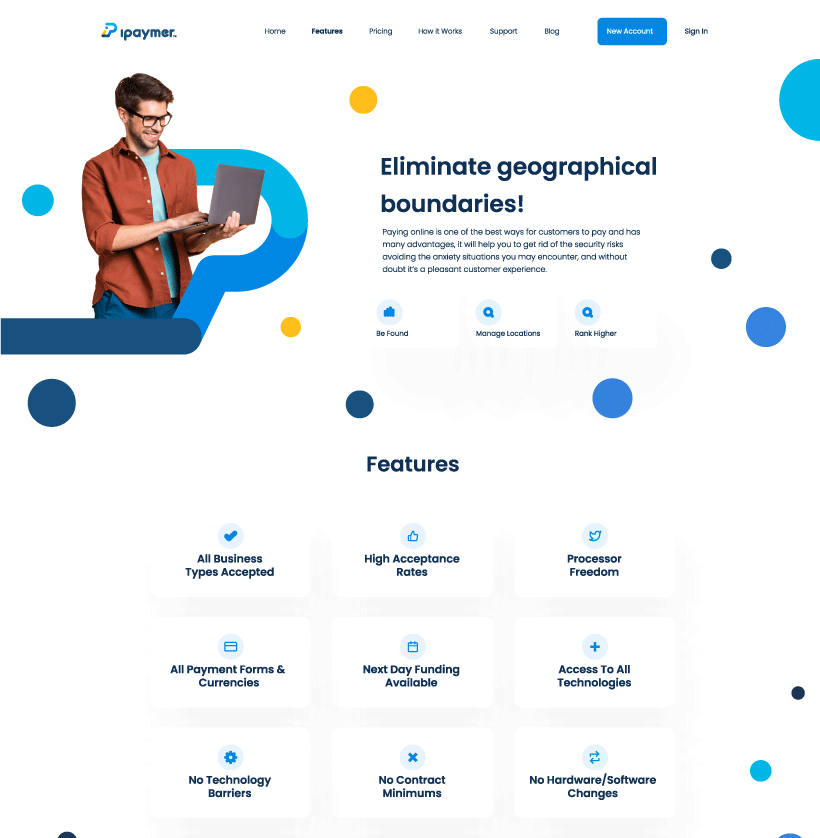 ipaymer™
Home Features Pricing How it Works Support Blog New Account Sign In
Eliminate geographical
boundaries!
Paying online is one of the best ways for customers to pay and has
many advantages, it will help you to get rid of the security risks
avoiding the anxiety situations you may encounter, and without
doubt it's a pleasant customer experience.
Be Found Manage Locations Rank Higher
Features
All Business
Types Accepted
High Acceptance
Rates
Processor
Freedom
All Payment Forms &
Currencies
Next Day Funding
Available
Access To All
Technologies
No Technology
Barriers
No Contract
Minimums
No Hardware/Software
Changes